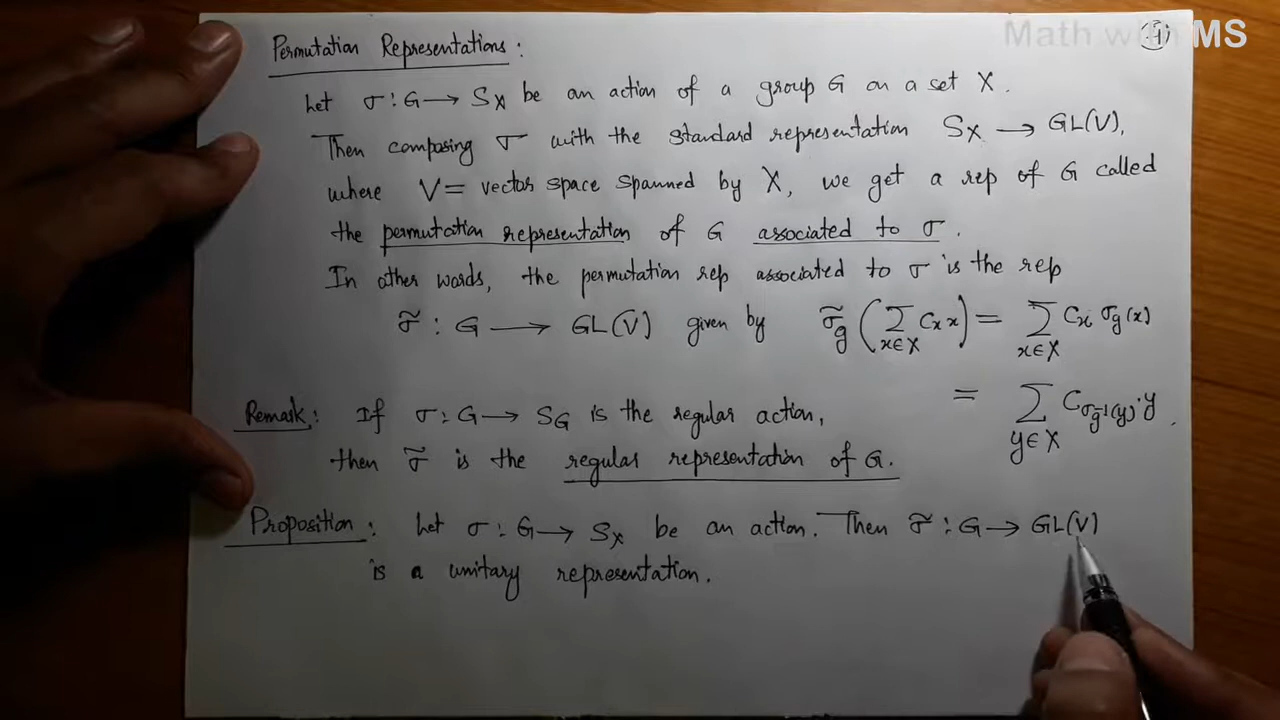 Math with MS
Permutation Representations:
Let σ : G → S_X be an action of a group G on a set X.
Then composing σ with the standard representation S_X → GL(V),
where V = vector space spanned by X, we get a rep of G called
the permutation representation of G associated to σ.
In other words, the permutation rep associated to σ is the rep
σ̃ : G → GL(V) given by σ̃_g (∑_{x∈X} C_x x) = ∑_{x∈X} C_x σ_g(x)
= ∑_{y∈X} C_{σ_g^{-1}(y)} · y.
Remark: If σ : G → S_G is the regular action,
then σ̃ is the regular representation of G.
Proposition: Let σ : G → S_X be an action. Then σ̃ : G → GL(V)
is a unitary representation.